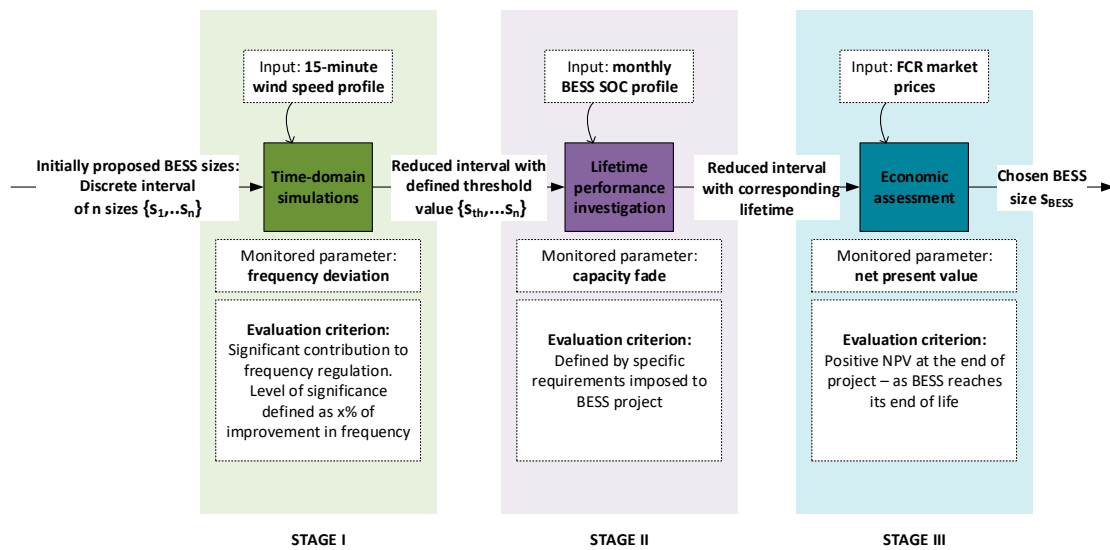 Input: 15-minute
wind speed profile
Input: monthly
BESS SOC profile
Input: FCR market
prices
Initially proposed BESS sizes:
Discrete interval
of n sizes {s1,..sn}
Time-domain
simulations
Reduced interval with
defined threshold
value {sth,...sn}
Lifetime
performance
investigation
Reduced interval
with corresponding
lifetime
Economic
assessment
Chosen BESS
size SBESS
Monitored parameter:
frequency deviation
Monitored parameter:
capacity fade
Monitored parameter:
net present value
Evaluation criterion:
Significant contribution to
frequency regulation.
Level of significance
defined as x% of
improvement in frequency
Evaluation criterion:
Defined by specific
requirements imposed to
BESS project
Evaluation criterion:
Positive NPV at the end of
project – as BESS reaches
its end of life
STAGE I
STAGE II
STAGE III